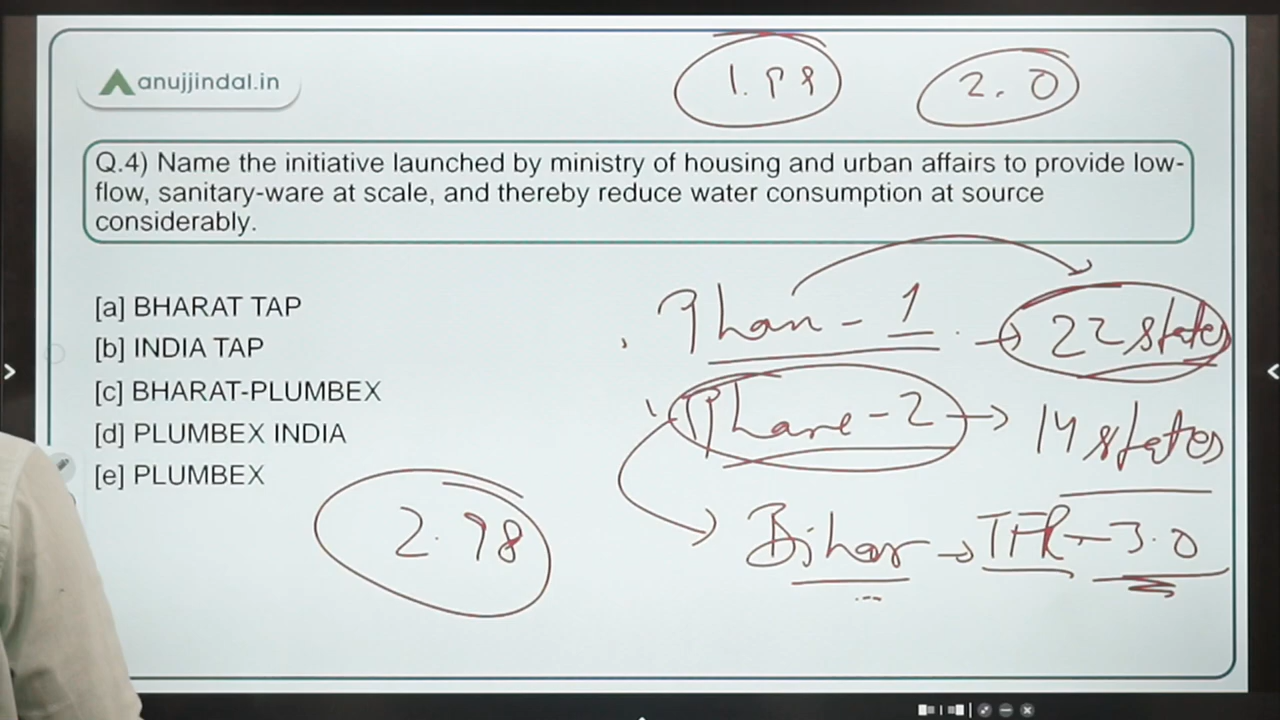 1.99
2.0
anujjindal.in
Q.4) Name the initiative launched by ministry of housing and urban affairs to provide low-
flow, sanitary-ware at scale, and thereby reduce water consumption at source
considerably.
[a] BHARAT TAP
[b] INDIA TAP
[c] BHARAT-PLUMBEX
[d] PLUMBEX INDIA
[e] PLUMBEX
Phase - 1 → 22 states
Phase - 2 → 14 states
Bihar → TFR - 3.0
2.98